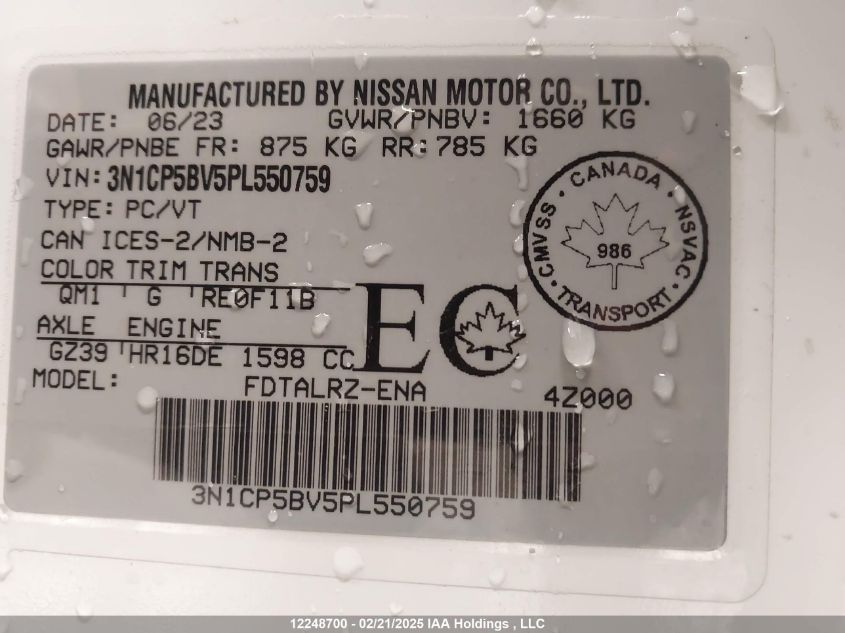 MANUFACTURED BY NISSAN MOTOR CO., LTD.
DATE: 06/23 GVWR/PNBV: 1660 KG
GAWR/PNBE FR: 875 KG RR: 785 KG
VIN: 3N1CP5BV5PL550759
TYPE: PC/VT
CAN ICES-2/NMB-2
COLOR TRIM TRANS
QM1 G RE0F11B
AXLE ENGINE
GZ39 HR16DE 1598 CC
EC
CANADA
CMVSS · NSVAC
986
TRANSPORT
MODEL: FDTALRZ-ENA 4Z000
3N1CP5BV5PL550759
12248700 - 02/21/2025 IAA Holdings , LLC